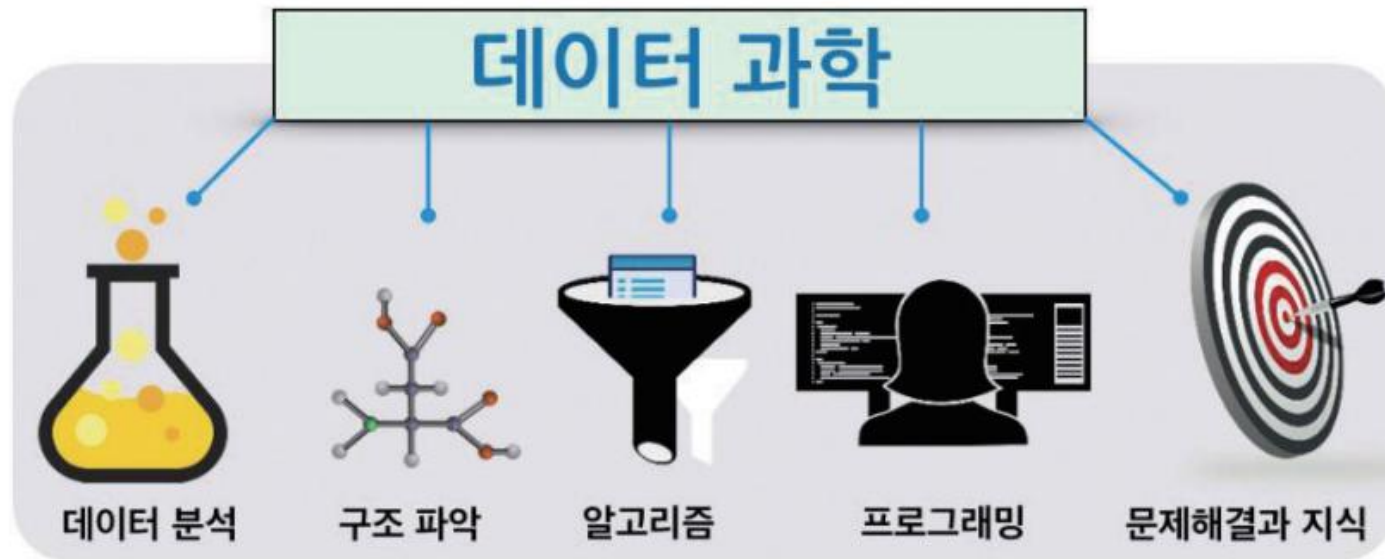 데이터 과학
데이터 분석
구조 파악
알고리즘
프로그래밍
문제해결과 지식